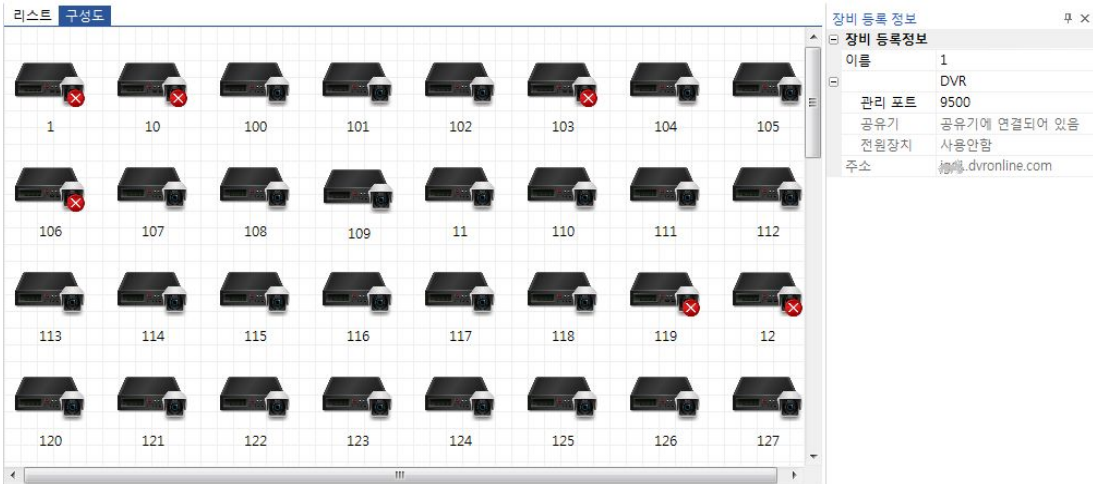 리스트 구성도
1 10 100 101 102 103 104 105
106 107 108 109 11 110 111 112
113 114 115 116 117 118 119 12
120 121 122 123 124 125 126 127
장비 등록 정보
장비 등록정보
이름 1
DVR
관리 포트 9500
공유기 공유기에 연결되어 있음
전원장치 사용안함
주소 .dvronline.com